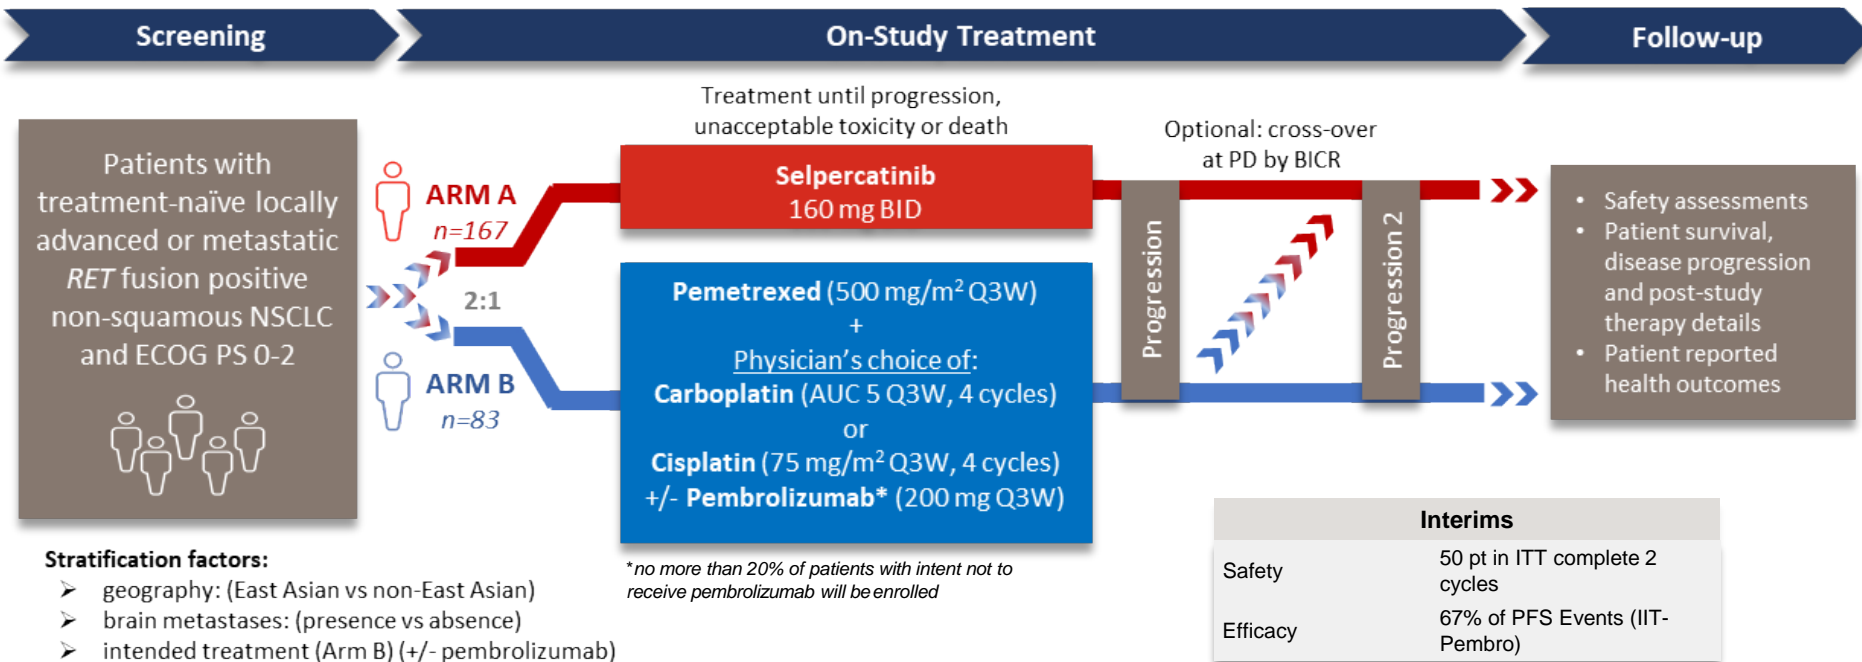 Screening
On-Study Treatment
Follow-up
Patients with
treatment-naïve locally
advanced or metastatic
RET fusion positive
non-squamous NSCLC
and ECOG PS 0-2
ARM A
n=167
2:1
ARM B
n=83
Treatment until progression,
unacceptable toxicity or death
Selpercatinib
160 mg BID
Pemetrexed (500 mg/m² Q3W)
+
Physician's choice of:
Carboplatin (AUC 5 Q3W, 4 cycles)
or
Cisplatin (75 mg/m² Q3W, 4 cycles)
+/- Pembrolizumab* (200 mg Q3W)
*no more than 20% of patients with intent not to
receive pembrolizumab will be enrolled
Optional: cross-over
at PD by BICR
Progression
Progression 2
• Safety assessments
• Patient survival,
disease progression
and post-study
therapy details
• Patient reported
health outcomes
Stratification factors:
➢ geography: (East Asian vs non-East Asian)
➢ brain metastases: (presence vs absence)
➢ intended treatment (Arm B) (+/- pembrolizumab)
Interims
Safety
50 pt in ITT complete 2
cycles
Efficacy
67% of PFS Events (IIT-
Pembro)